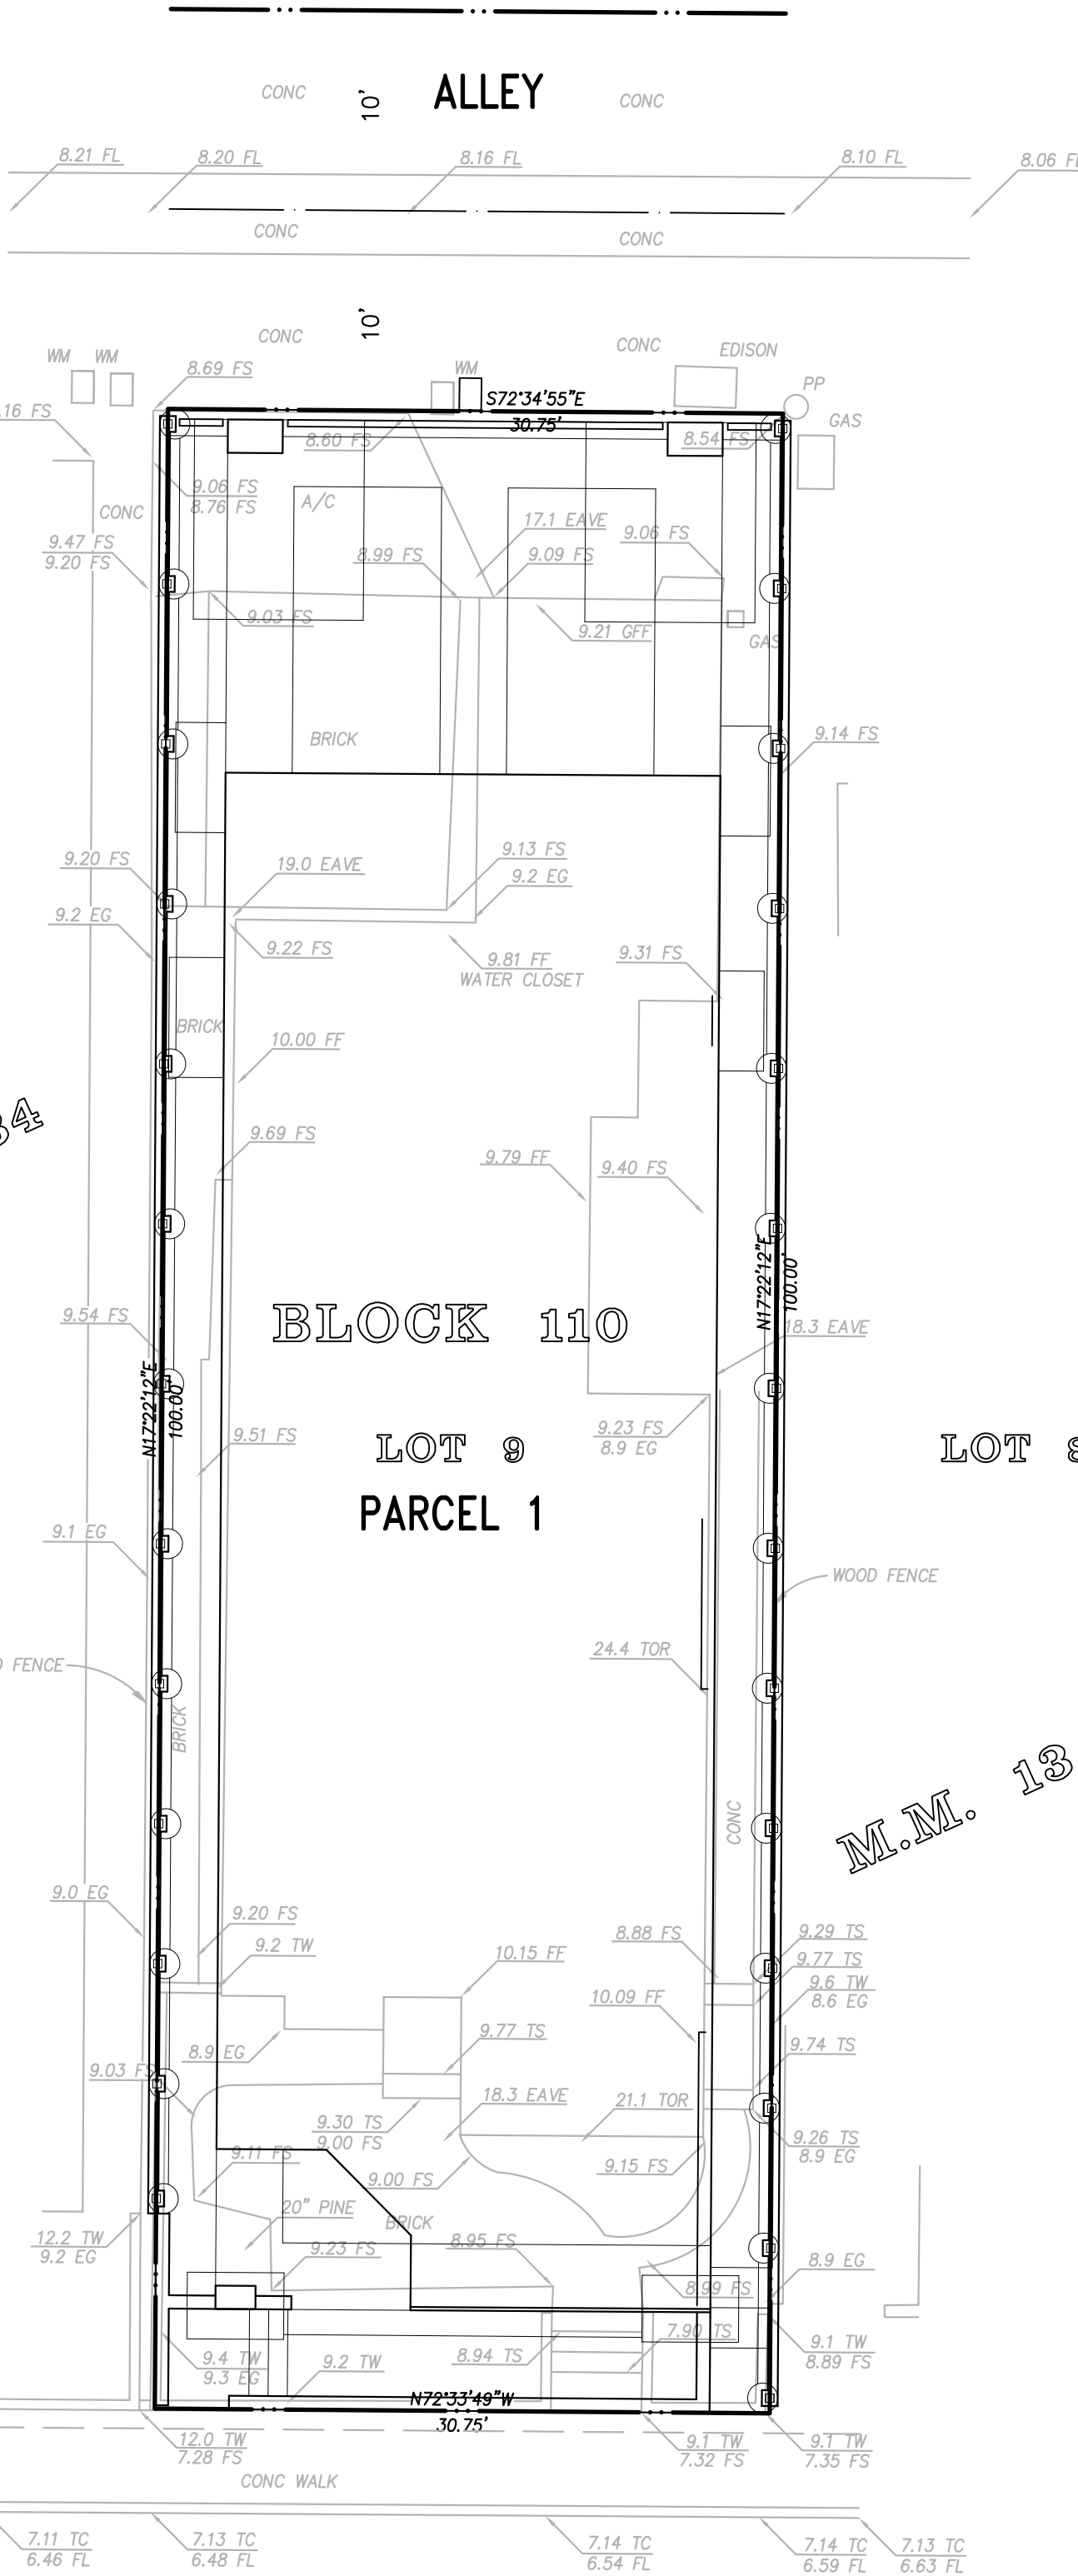 CONC
10'
ALLEY
CONC
8.21 FL
8.20 FL
8.16 FL
8.10 FL
8.06 FL
CONC
CONC
10'
CONC
CONC
EDISON
WM
WM
WM
PP
8.69 FS
S72°34'55"E
30.75'
.16 FS
GAS
8.60 FS
8.54 FS
9.06 FS
8.76 FS
A/C
CONC
17.1 EAVE
9.06 FS
9.47 FS
9.20 FS
8.99 FS
9.09 FS
9.03 FS
9.21 GFF
GAS
BRICK
9.14 FS
9.20 FS
19.0 EAVE
9.13 FS
9.2 EG
9.2 EG
9.22 FS
9.81 FF
WATER CLOSET
9.31 FS
BRICK
10.00 FF
34
9.69 FS
9.79 FF
9.40 FS
N17°22'12"E
100.00'
9.54 FS
BLOCK 110
18.3 EAVE
N17°22'12"E
100.00'
9.51 FS
9.23 FS
8.9 EG
LOT 9
LOT 8
PARCEL 1
9.1 EG
WOOD FENCE
FENCE
24.4 TOR
BRICK
M.M. 13
CONC
9.0 EG
9.20 FS
9.2 TW
10.15 FF
8.88 FS
9.29 TS
9.77 TS
9.6 TW
8.6 EG
10.09 FF
8.9 EG
9.77 TS
9.74 TS
9.03 FS
18.3 EAVE
21.1 TOR
9.30 TS
9.00 FS
9.26 TS
8.9 EG
9.11 FS
9.00 FS
9.15 FS
20" PINE
BRICK
12.2 TW
9.2 EG
9.23 FS
8.95 FS
8.9 EG
8.99 FS
7.90 TS
9.4 TW
9.3 EG
9.2 TW
8.94 TS
9.1 TW
8.89 FS
N72°33'49"W
30.75'
12.0 TW
7.28 FS
9.1 TW
7.32 FS
9.1 TW
7.35 FS
CONC WALK
7.11 TC
6.46 FL
7.13 TC
6.48 FL
7.14 TC
6.54 FL
7.14 TC
6.59 FL
7.13 TC
6.63 FL